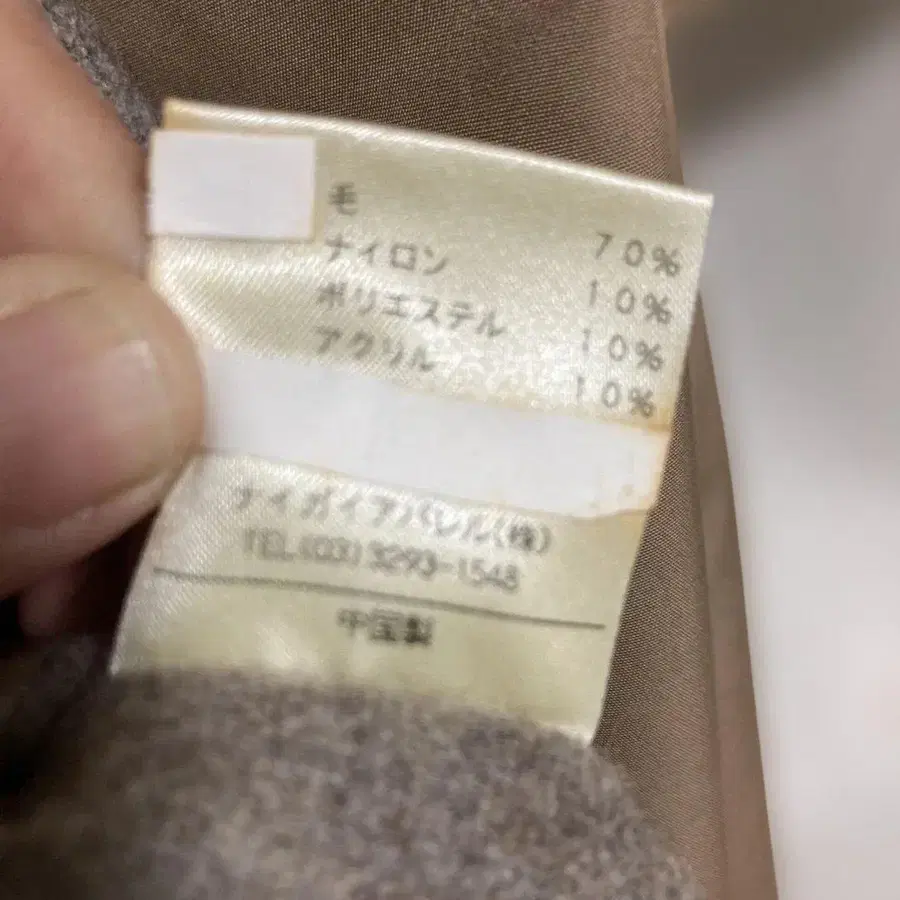 毛 70%
ナイロン 10%
ポリエステル 10%
アクリル 10%
ナイガイアパレル(株)
TEL(03)3293-1548
中国製